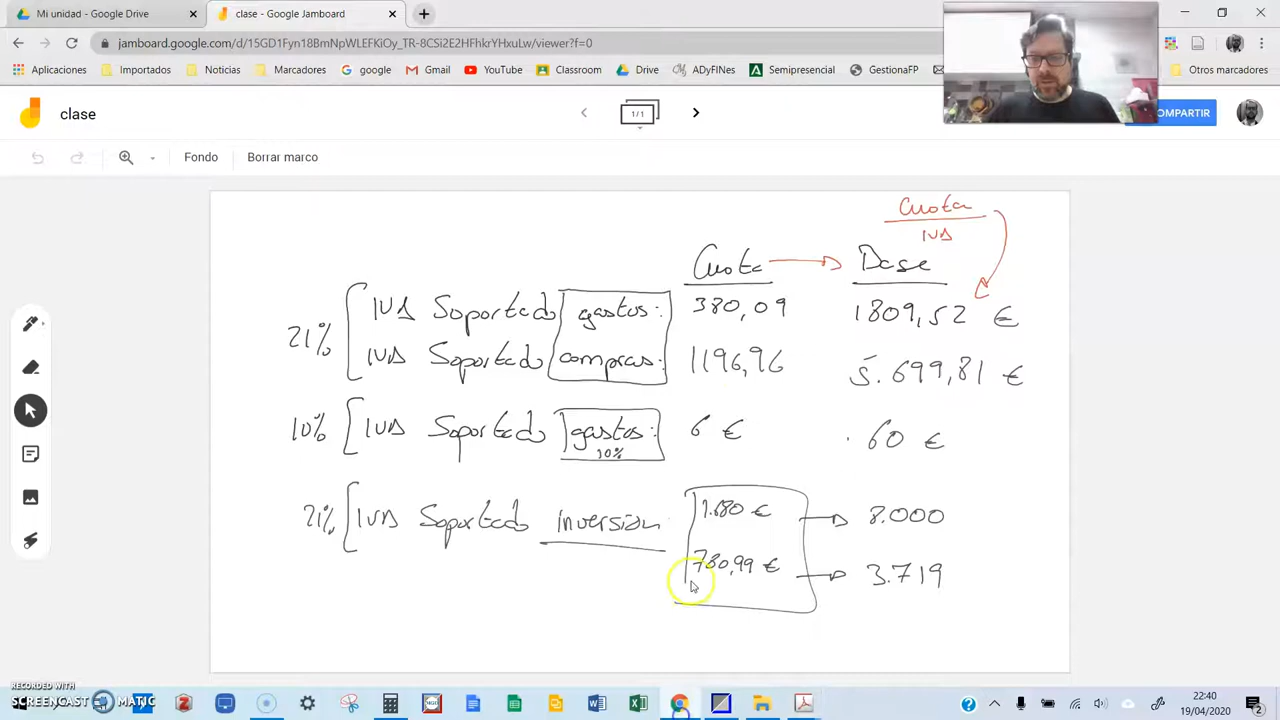 Mi unidad - Google Drive
clase - Google Jamboard
jamboard.google.com/d/15GD1Fyn18BmNpWLEFKiOy_TR-8CSi2E2HFhkrYHxuLw/viewer?f=0
Aplicaciones Importados Noticias Marcadores google Gmail YouTube Classroom Drive ADyFINes Semipresencial GestionaFP Otros marcadores
clase
1/1
COMPARTIR
Fondo Borrar marco
Cuota
IVA
Cuota Base
21% IVA Soportado gastos: 380,09 1809,52 €
IVA Soportado compras: 1196,96 5.699,81 €
10% IVA Soportado gastos: 6 € 60 €
10%
21% IVA Soportado inversion 1.680 € 8.000
780,99 € 3.719
RECORDED WITH
SCREENCAST MATIC
22:40
19/04/2020
2